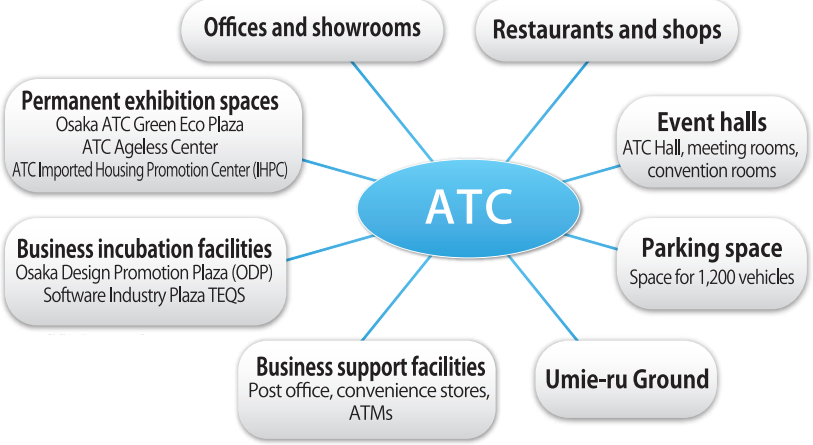 Offices and showrooms
Restaurants and shops
Permanent exhibition spaces
Osaka ATC Green Eco Plaza
ATC Ageless Center
ATC Imported Housing Promotion Center (IHPC)
Event halls
ATC Hall, meeting rooms,
convention rooms
ATC
Business incubation facilities
Osaka Design Promotion Plaza (ODP)
Software Industry Plaza TEQS
Parking space
Space for 1,200 vehicles
Business support facilities
Post office, convenience stores,
ATMs
Umie-ru Ground